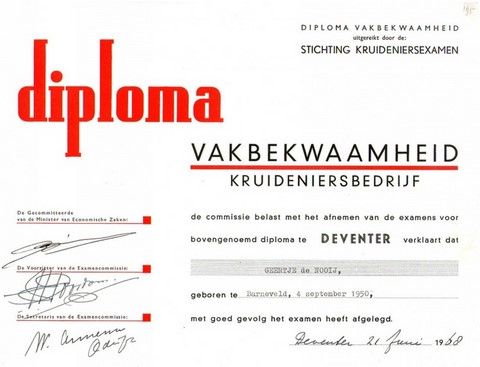 DIPLOMA VAKBEKWAAMHEID
uitgereikt door de:
STICHTING KRUIDENIERSEXAMEN
diploma
VAKBEKWAAMHEID
KRUIDENIERSBEDRIJF
De Gecommitteerde
van de Minister van Economische Zaken:
de commissie belast met het afnemen van de examens voor
bovengenoemd diploma te DEVENTER verklaart dat
GEERTJE de NOOIJ,
De Voorzitter van de Examencommissie:
geboren te Barneveld, 4 september 1950,
De Secretaris van de Examencommissie:
met goed gevolg het examen heeft afgelegd.
Deventer 21 Juni 1968